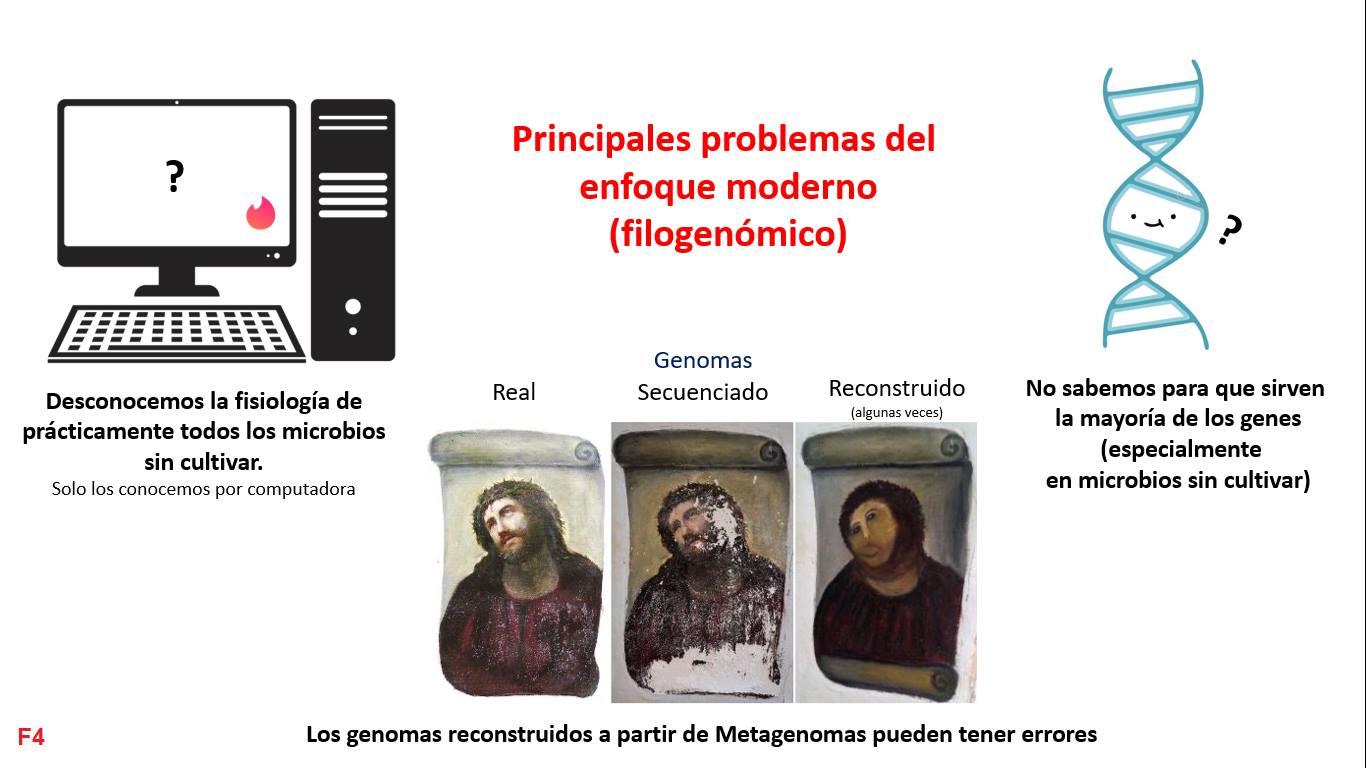 ?
Principales problemas del
enfoque moderno
(filogenómico)
?
Desconocemos la fisiología de
prácticamente todos los microbios
sin cultivar.
Solo los conocemos por computadora
Genomas
Real
Secuenciado
Reconstruido
(algunas veces)
No sabemos para que sirven
la mayoría de los genes
(especialmente
en microbios sin cultivar)
F4
Los genomas reconstruidos a partir de Metagenomas pueden tener errores